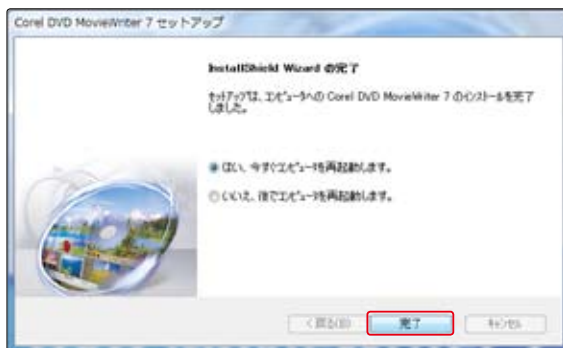 Corel DVD MovieWriter 7 セットアップ
InstallShield Wizard の完了
セットアップは、コンピュータへの Corel DVD MovieWriter 7 のインストールを完了
しました。
はい、今すぐコンピュータを再起動します。
いいえ、後でコンピュータを再起動します。
< 戻る(B)
完了
キャンセル